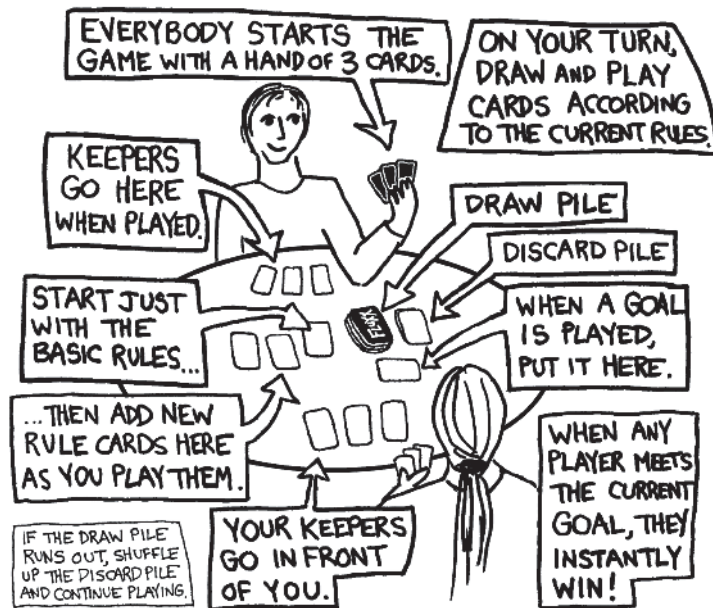 EVERYBODY STARTS THE
GAME WITH A HAND OF 3 CARDS.
ON YOUR TURN,
DRAW AND PLAY
CARDS ACCORDING
TO THE CURRENT RULES.
KEEPERS
GO HERE
WHEN PLAYED.
DRAW PILE
DISCARD PILE
START JUST
WITH THE
BASIC RULES...
FLUXX
WHEN A GOAL
IS PLAYED,
PUT IT HERE.
...THEN ADD NEW
RULE CARDS HERE
AS YOU PLAY THEM.
WHEN ANY
PLAYER MEETS
THE CURRENT
GOAL, THEY
INSTANTLY
WIN!
IF THE DRAW PILE
RUNS OUT, SHUFFLE
UP THE DISCARD PILE
AND CONTINUE PLAYING.
YOUR KEEPERS
GO IN FRONT
OF YOU.